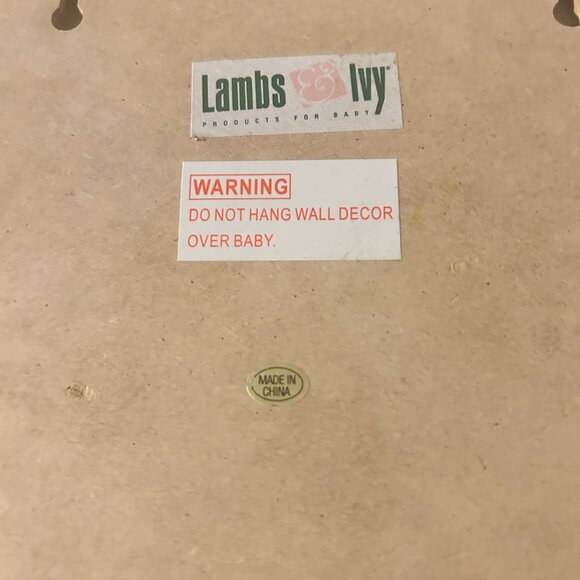 Lambs & Ivy®
PRODUCTS FOR BABY
WARNING
DO NOT HANG WALL DECOR
OVER BABY.
MADE IN
CHINA